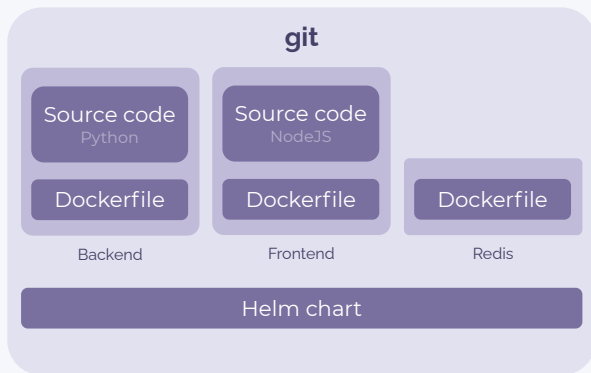 git
Source code
Python
Dockerfile
Backend
Source code
NodeJS
Dockerfile
Frontend
Dockerfile
Redis
Helm chart